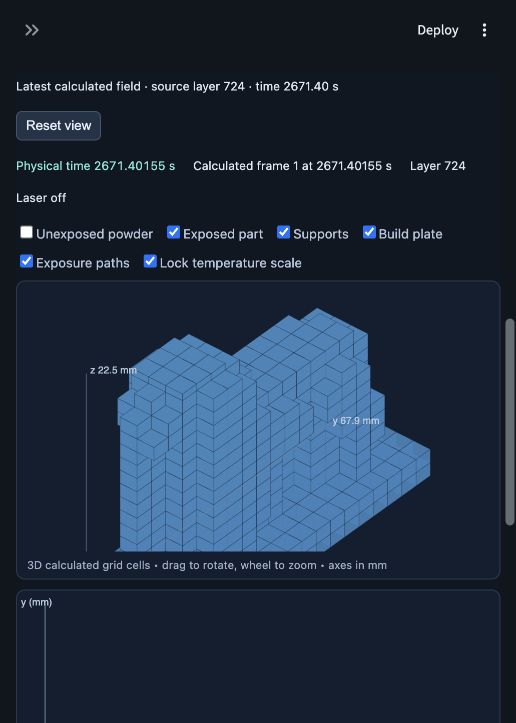 Deploy
Latest calculated field · source layer 724 · time 2671.40 s
Reset view
Physical time 2671.40155 s Calculated frame 1 at 2671.40155 s Layer 724
Laser off
Unexposed powder Exposed part Supports Build plate
Exposure paths Lock temperature scale
z 22.5 mm
y 67.9 mm
3D calculated grid cells • drag to rotate, wheel to zoom • axes in mm
y (mm)